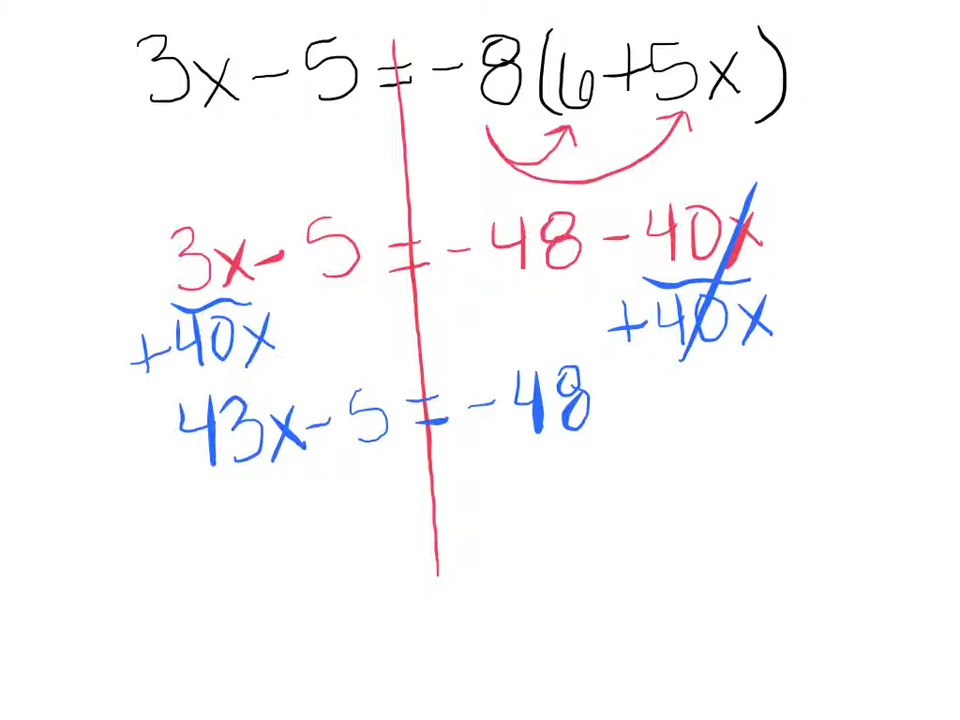 3x - 5 = -8(6+5x)
3x - 5 = -48 - 40x
+40x +40x
43x - 5 = -48